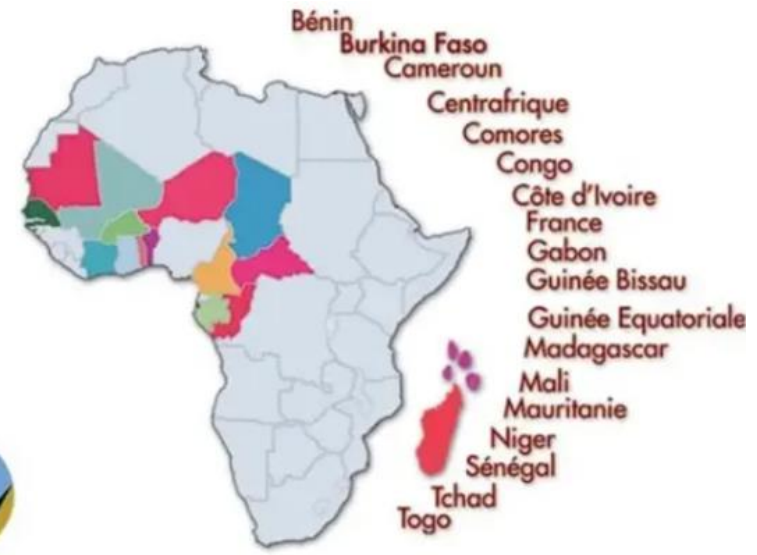 Bénin
Burkina Faso
Cameroun
Centrafrique
Comores
Congo
Côte d'Ivoire
France
Gabon
Guinée Bissau
Guinée Equatoriale
Madagascar
Mali
Mauritanie
Niger
Sénégal
Tchad
Togo